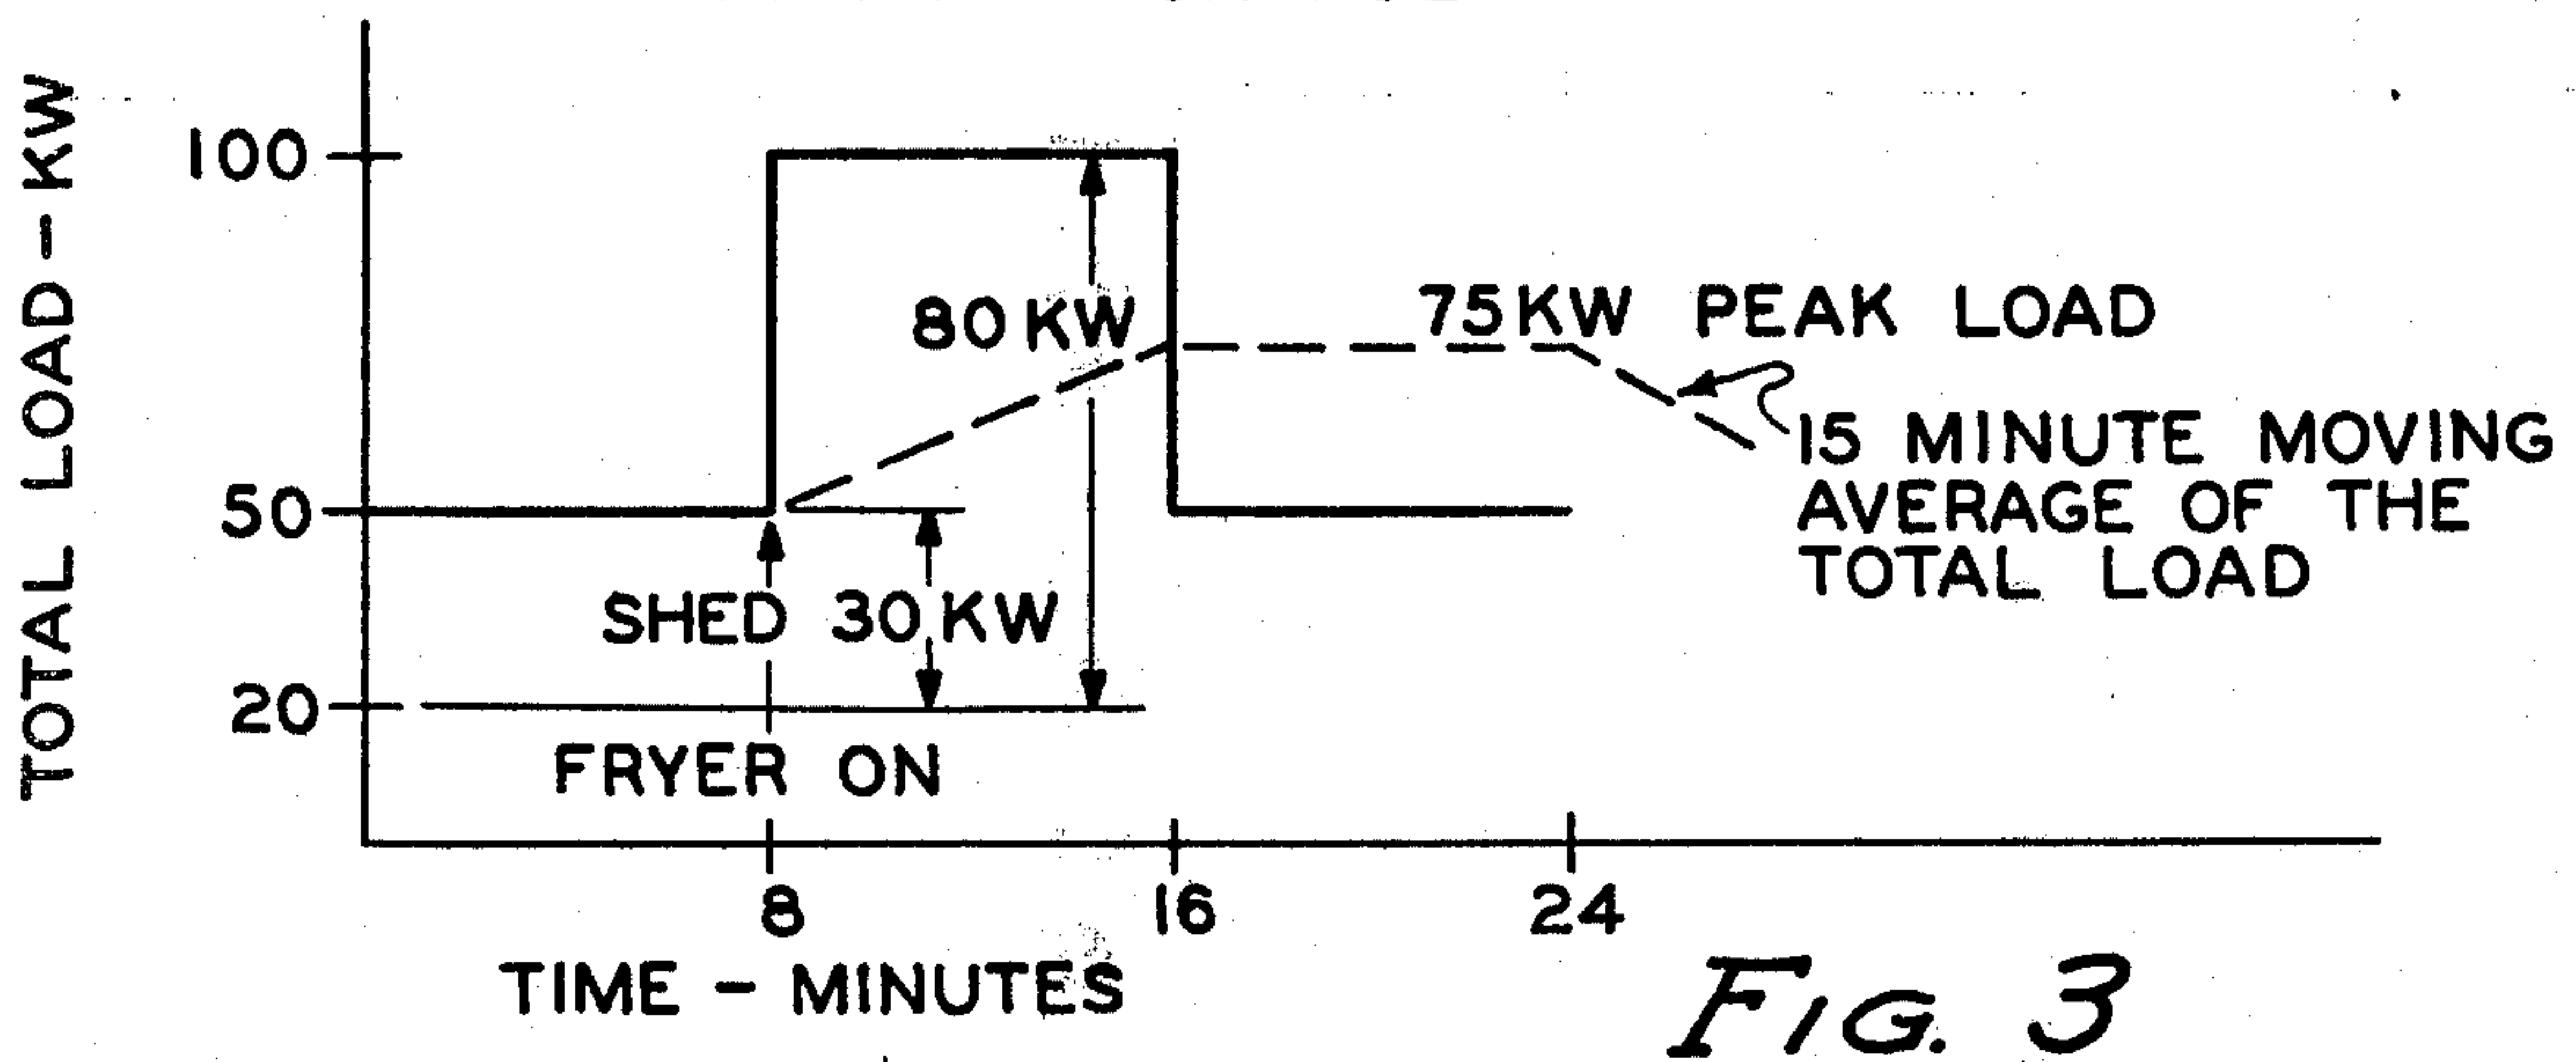 TOTAL LOAD - KW
100
80 KW
75 KW PEAK LOAD
15 MINUTE MOVING
AVERAGE OF THE
TOTAL LOAD
50
SHED 30 KW
20
FRYER ON
8 16 24
TIME - MINUTES
FIG. 3